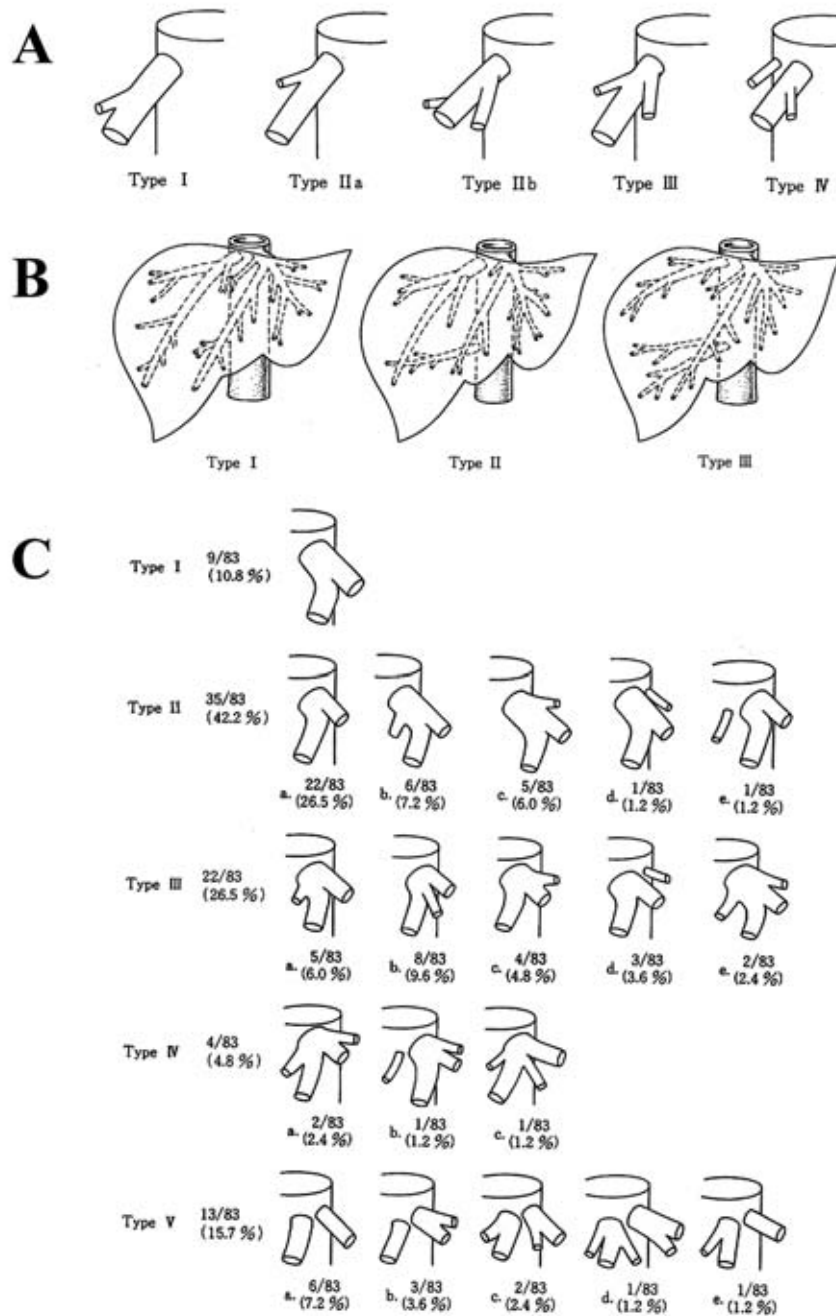 A
Type I Type IIa Type IIb Type III Type IV
B
Type I Type II Type III
C
Type I 9/83
(10.8 %)
Type II 35/83
(42.2 %)
a. 22/83 (26.5 %) b. 6/83 (7.2 %) c. 5/83 (6.0 %) d. 1/83 (1.2 %) e. 1/83 (1.2 %)
Type III 22/83
(26.5 %)
a. 5/83 (6.0 %) b. 8/83 (9.6 %) c. 4/83 (4.8 %) d. 3/83 (3.6 %) e. 2/83 (2.4 %)
Type IV 4/83
(4.8 %)
a. 2/83 (2.4 %) b. 1/83 (1.2 %) c. 1/83 (1.2 %)
Type V 13/83
(15.7 %)
a. 6/83 (7.2 %) b. 3/83 (3.6 %) c. 2/83 (2.4 %) d. 1/83 (1.2 %) e. 1/83 (1.2 %)